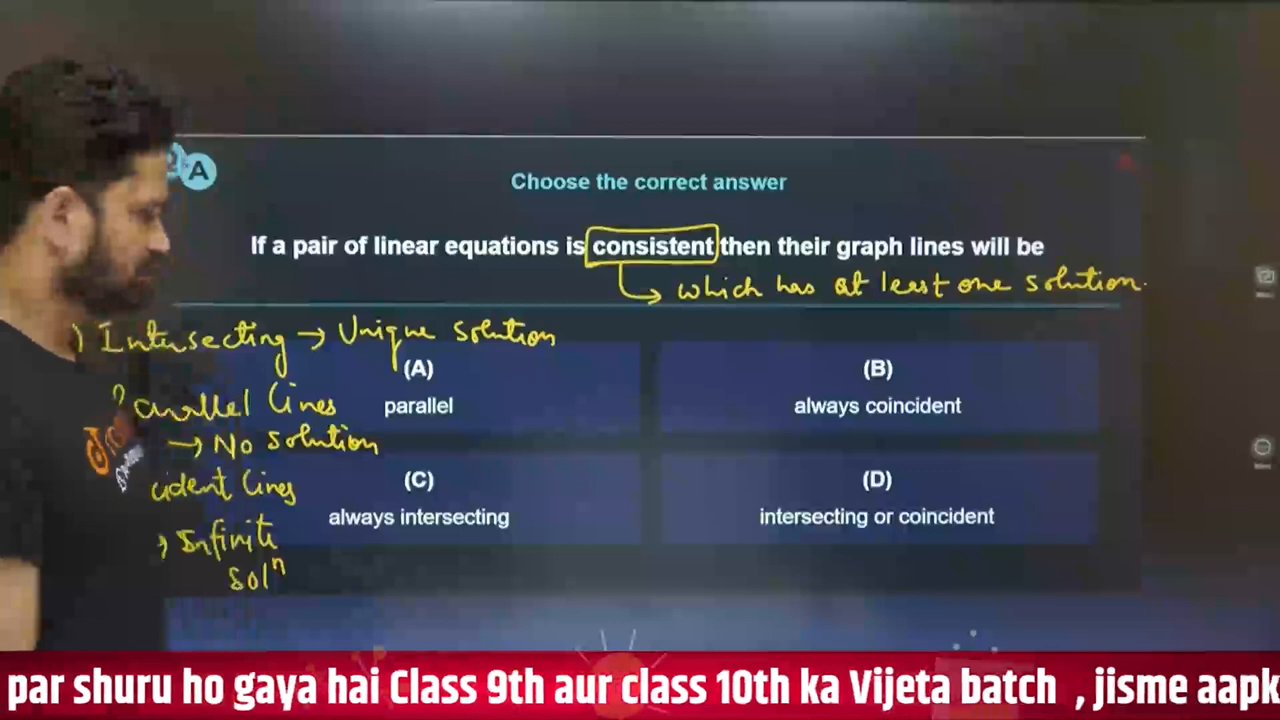 A
Choose the correct answer
If a pair of linear equations is consistent then their graph lines will be
↳ which has at least one solution.
) Intersecting → Unique Solution
(A)
parallel
(B)
always coincident
Parallel Lines
→ No solution
cident lines
(C)
always intersecting
(D)
intersecting or coincident
Infinite
Solⁿ
par shuru ho gaya hai Class 9th aur class 10th ka Vijeta batch , jisme aapk